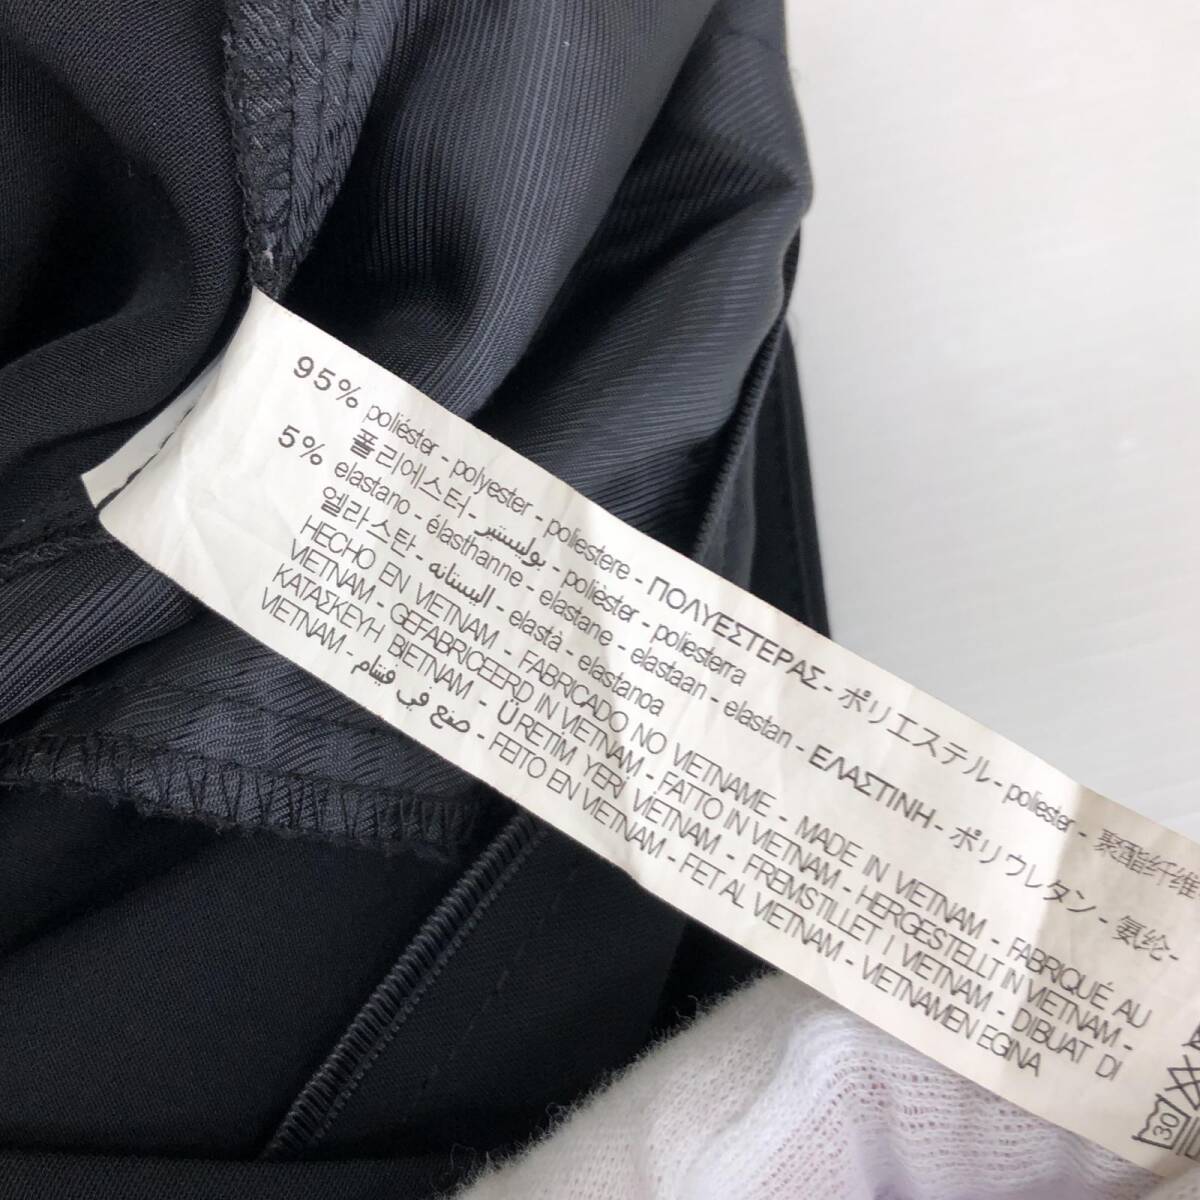 95% poliéster - polyester - poliestere - ΠΟΛΥΕΣΤΕΡΑΣ - ポリエステル - poliester - 聚酯纤维
폴리에스터 - بوليستير - polièster - poliesterra
5% elastano - élasthanne - elastane - elastaan - elastan - ΕΛΑΣΤΙΝΗ - ポリウレタン - 氨纶 -
엘라스탄 - اليستانه - elastà - elastanoa
HECHO EN VIETNAM - FABRICADO NO VIETNAME - MADE IN VIETNAM - FABRIQUÉ AU
VIETNAM - GEFABRICEERD IN VIETNAM - FATTO IN VIETNAM - HERGESTELLT IN VIETNAM -
ΚΑΤΑΣΚΕΥΗ ΒΙΕΤΝΑΜ - ÜRETIM YERİ VIETNAM - FREMSTILLET I VIETNAM - DIBUAT DI
VIETNAM - صنع في فيتنام - FEITO EN VIETNAM - FET AL VIETNAM - VIETNAMEN EGINA
30